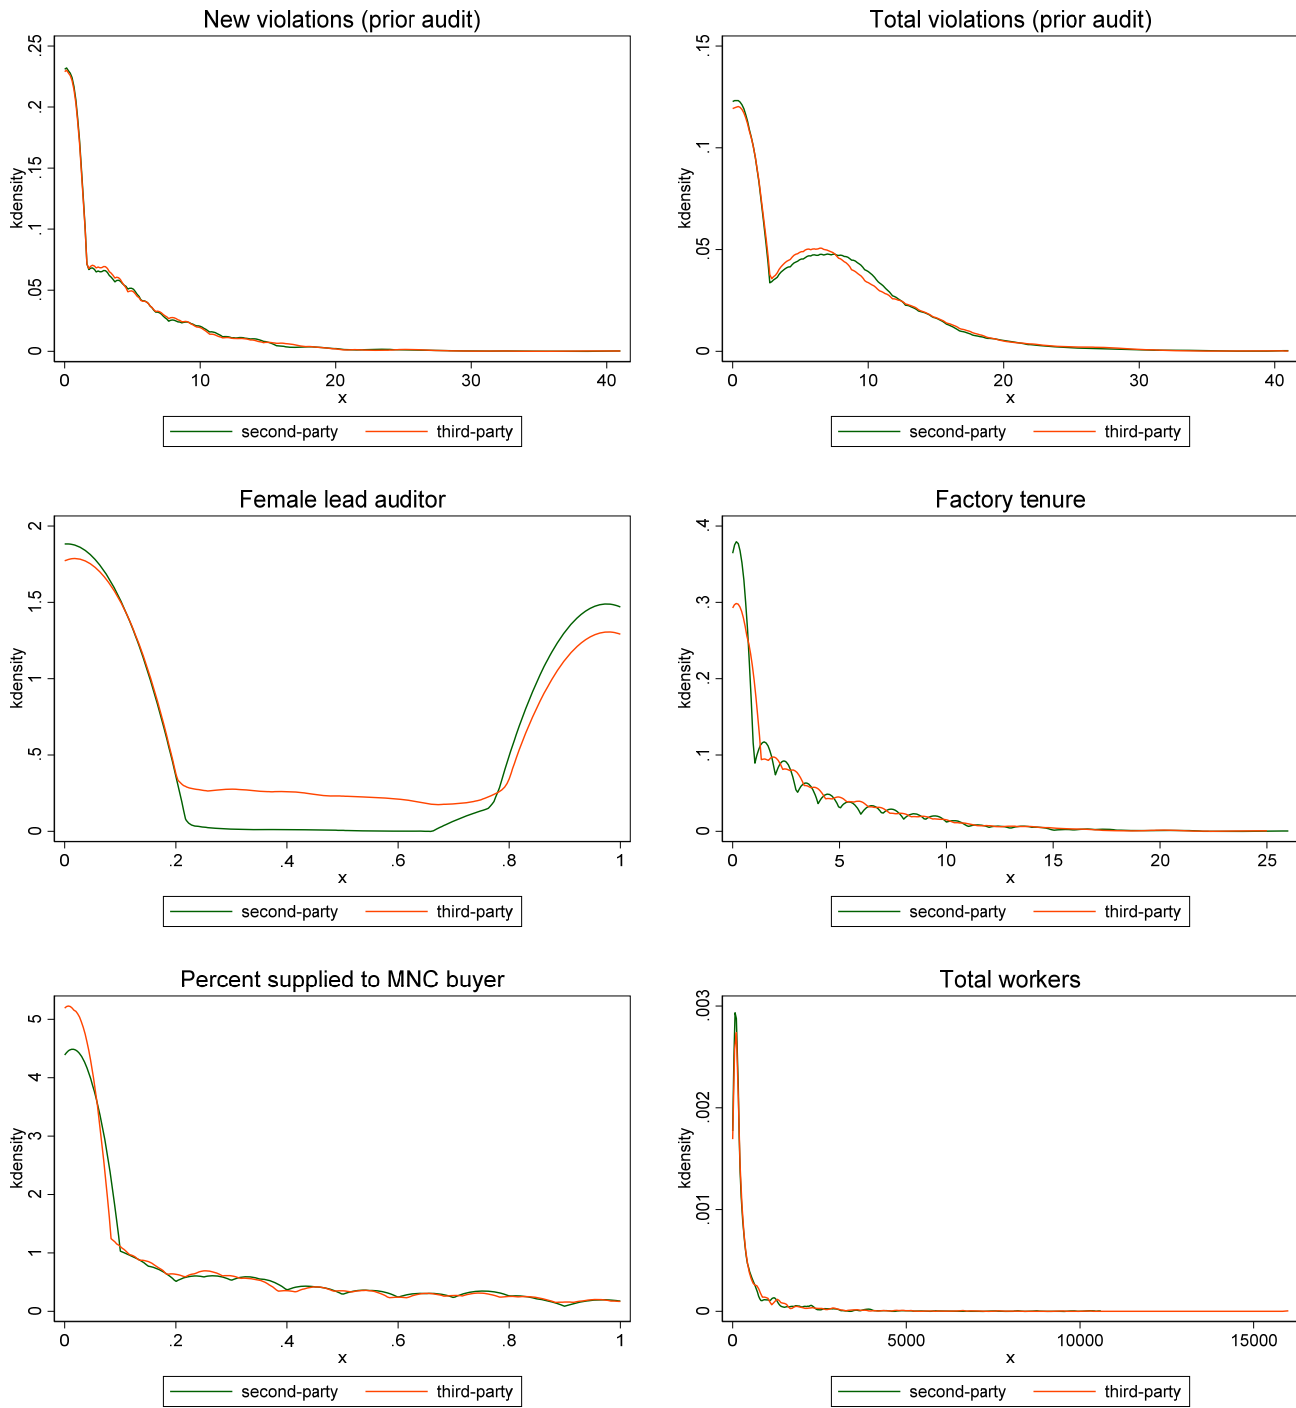 New violations (prior audit)
kdensity
0 .05 .1 .15 .2 .25
0 10 20 30 40
x
second-party third-party
Total violations (prior audit)
kdensity
0 .05 .1 .15
0 10 20 30 40
x
second-party third-party
Female lead auditor
kdensity
0 .5 1 1.5 2
0 .2 .4 .6 .8 1
x
second-party third-party
Factory tenure
kdensity
0 .1 .2 .3 .4
0 5 10 15 20 25
x
second-party third-party
Percent supplied to MNC buyer
kdensity
0 1 2 3 4 5
0 .2 .4 .6 .8 1
x
second-party third-party
Total workers
kdensity
0 .001 .002 .003
0 5000 10000 15000
x
second-party third-party